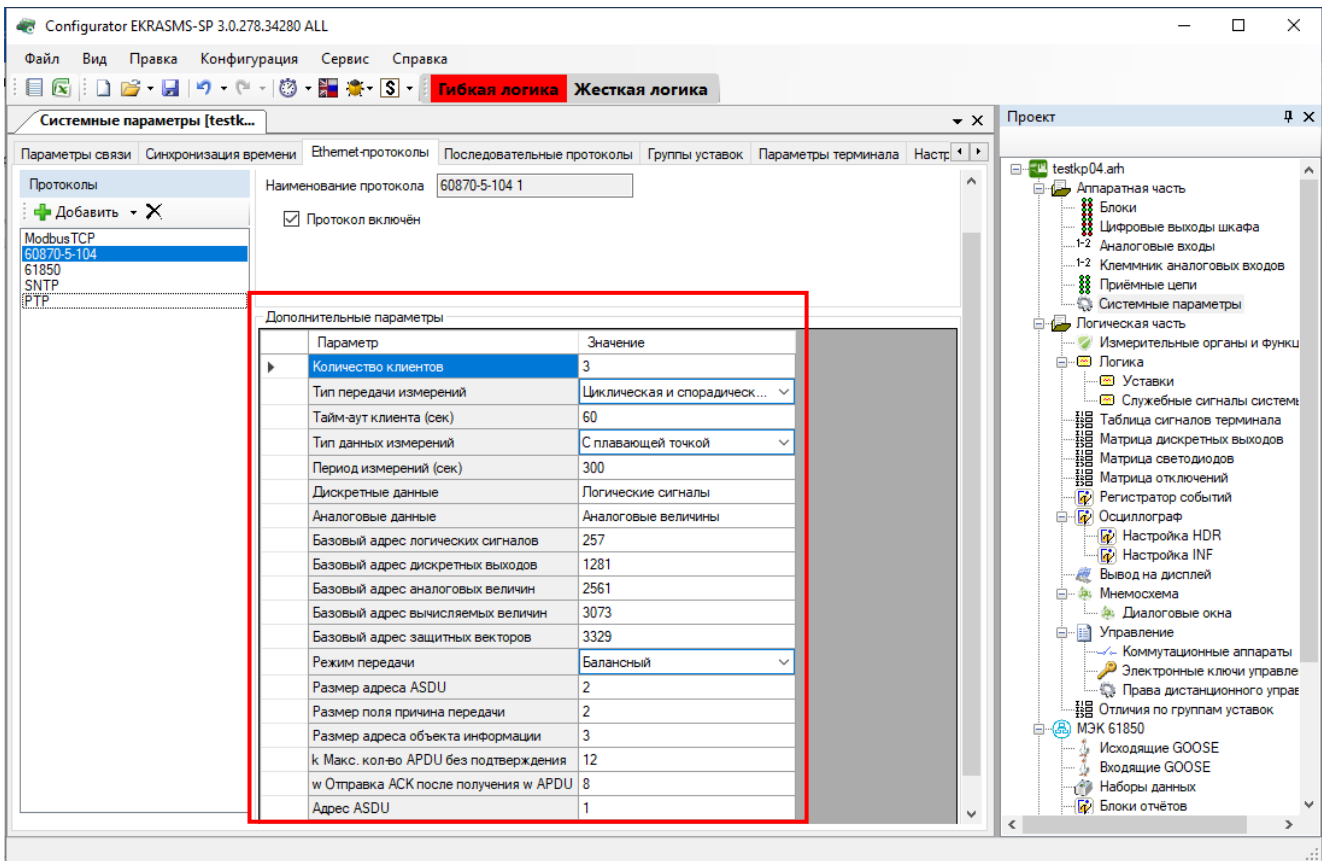 Configurator EKRASMS-SP 3.0.278.34280 ALL
Файл Вид Правка Конфигурация Сервис Справка
Гибкая логика Жесткая логика
Системные параметры [testk...
Параметры связи Синхронизация времени Ethernet-протоколы Последовательные протоколы Группы уставок Параметры терминала Настр
Протоколы
Добавить
ModbusTCP
60870-5-104
61850
SNTP
PTP
Наименование протокола 60870-5-104 1
Протокол включён
Дополнительные параметры
Параметр Значение
Количество клиентов 3
Тип передачи измерений Циклическая и спорадическ...
Тайм-аут клиента (сек) 60
Тип данных измерений С плавающей точкой
Период измерений (сек) 300
Дискретные данные Логические сигналы
Аналоговые данные Аналоговые величины
Базовый адрес логических сигналов 257
Базовый адрес дискретных выходов 1281
Базовый адрес аналоговых величин 2561
Базовый адрес вычисляемых величин 3073
Базовый адрес защитных векторов 3329
Режим передачи Балансный
Размер адреса ASDU 2
Размер поля причина передачи 2
Размер адреса объекта информации 3
k Макс. кол-во APDU без подтверждения 12
w Отправка ACK после получения w APDU 8
Адрес ASDU 1
Проект
testkp04.arh
Аппаратная часть
Блоки
Цифровые выходы шкафа
1-2 Аналоговые входы
1-2 Клеммник аналоговых входов
Приёмные цепи
Системные параметры
Логическая часть
Измерительные органы и функц
Логика
Уставки
Служебные сигналы системы
Таблица сигналов терминала
Матрица дискретных выходов
Матрица светодиодов
Матрица отключений
Регистратор событий
Осциллограф
Настройка HDR
Настройка INF
Вывод на дисплей
Мнемосхема
Диалоговые окна
Управление
Коммутационные аппараты
Электронные ключи управле
Права дистанционного управ
Отличия по группам уставок
МЭК 61850
Исходящие GOOSE
Входящие GOOSE
Наборы данных
Блоки отчётов